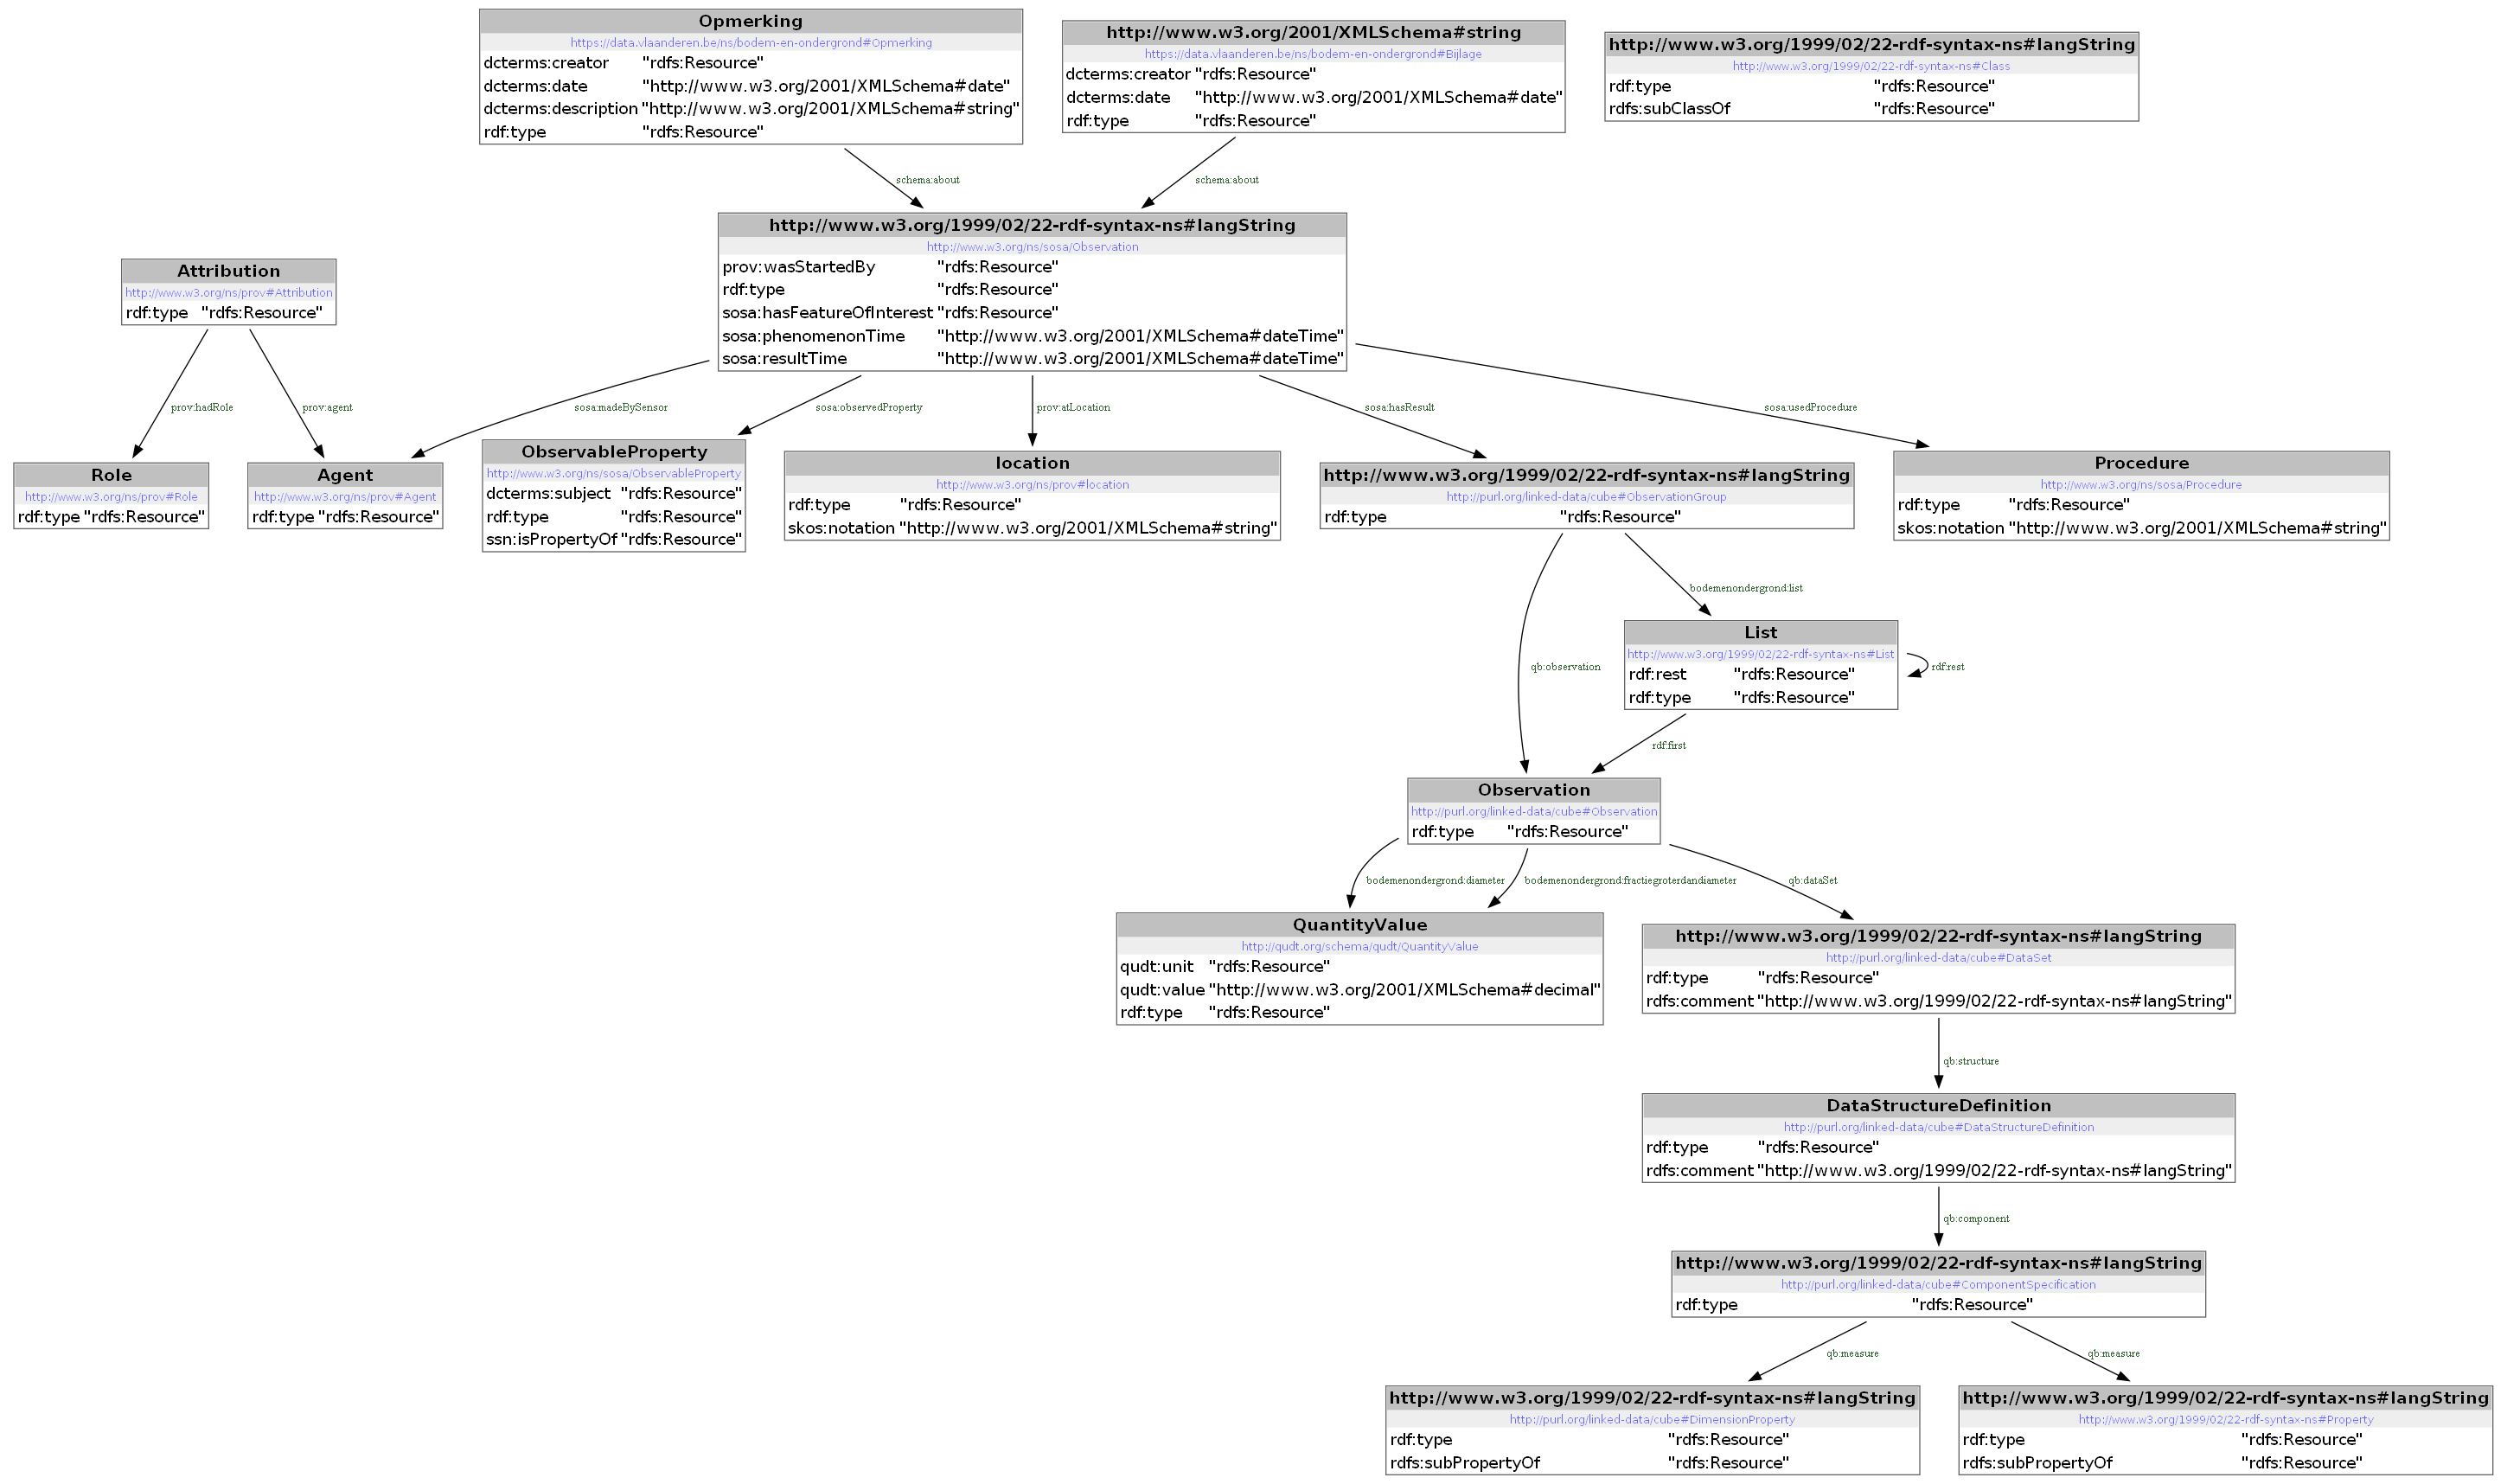 Opmerking
https://data.vlaanderen.be/ns/bodem-en-ondergrond#Opmerking
dcterms:creator "rdfs:Resource"
dcterms:date "http://www.w3.org/2001/XMLSchema#date"
dcterms:description "http://www.w3.org/2001/XMLSchema#string"
rdf:type "rdfs:Resource"
http://www.w3.org/2001/XMLSchema#string
https://data.vlaanderen.be/ns/bodem-en-ondergrond#Bijlage
dcterms:creator "rdfs:Resource"
dcterms:date "http://www.w3.org/2001/XMLSchema#date"
rdf:type "rdfs:Resource"
http://www.w3.org/1999/02/22-rdf-syntax-ns#langString
http://www.w3.org/1999/02/22-rdf-syntax-ns#Class
rdf:type "rdfs:Resource"
rdfs:subClassOf "rdfs:Resource"
schema:about
schema:about
http://www.w3.org/1999/02/22-rdf-syntax-ns#langString
http://www.w3.org/ns/sosa/Observation
prov:wasStartedBy "rdfs:Resource"
rdf:type "rdfs:Resource"
sosa:hasFeatureOfInterest "rdfs:Resource"
sosa:phenomenonTime "http://www.w3.org/2001/XMLSchema#dateTime"
sosa:resultTime "http://www.w3.org/2001/XMLSchema#dateTime"
Attribution
http://www.w3.org/ns/prov#Attribution
rdf:type "rdfs:Resource"
prov:hadRole
prov:agent
sosa:madeBySensor
sosa:observedProperty
prov:atLocation
sosa:hasResult
sosa:usedProcedure
Role
http://www.w3.org/ns/prov#Role
rdf:type "rdfs:Resource"
Agent
http://www.w3.org/ns/prov#Agent
rdf:type "rdfs:Resource"
ObservableProperty
http://www.w3.org/ns/sosa/ObservableProperty
dcterms:subject "rdfs:Resource"
rdf:type "rdfs:Resource"
ssn:isPropertyOf "rdfs:Resource"
location
http://www.w3.org/ns/prov#location
rdf:type "rdfs:Resource"
skos:notation "http://www.w3.org/2001/XMLSchema#string"
http://www.w3.org/1999/02/22-rdf-syntax-ns#langString
http://purl.org/linked-data/cube#ObservationGroup
rdf:type "rdfs:Resource"
Procedure
http://www.w3.org/ns/sosa/Procedure
rdf:type "rdfs:Resource"
skos:notation "http://www.w3.org/2001/XMLSchema#string"
bodemenondergrond:list
qb:observation
List
http://www.w3.org/1999/02/22-rdf-syntax-ns#List
rdf:rest "rdfs:Resource"
rdf:type "rdfs:Resource"
rdf:rest
rdf:first
Observation
http://purl.org/linked-data/cube#Observation
rdf:type "rdfs:Resource"
bodemenondergrond:diameter
bodemenondergrond:fractiegroterdandiameter
qb:dataSet
QuantityValue
http://qudt.org/schema/qudt/QuantityValue
qudt:unit "rdfs:Resource"
qudt:value "http://www.w3.org/2001/XMLSchema#decimal"
rdf:type "rdfs:Resource"
http://www.w3.org/1999/02/22-rdf-syntax-ns#langString
http://purl.org/linked-data/cube#DataSet
rdf:type "rdfs:Resource"
rdfs:comment "http://www.w3.org/1999/02/22-rdf-syntax-ns#langString"
qb:structure
DataStructureDefinition
http://purl.org/linked-data/cube#DataStructureDefinition
rdf:type "rdfs:Resource"
rdfs:comment "http://www.w3.org/1999/02/22-rdf-syntax-ns#langString"
qb:component
http://www.w3.org/1999/02/22-rdf-syntax-ns#langString
http://purl.org/linked-data/cube#ComponentSpecification
rdf:type "rdfs:Resource"
qb:measure
qb:measure
http://www.w3.org/1999/02/22-rdf-syntax-ns#langString
http://purl.org/linked-data/cube#DimensionProperty
rdf:type "rdfs:Resource"
rdfs:subPropertyOf "rdfs:Resource"
http://www.w3.org/1999/02/22-rdf-syntax-ns#langString
http://www.w3.org/1999/02/22-rdf-syntax-ns#Property
rdf:type "rdfs:Resource"
rdfs:subPropertyOf "rdfs:Resource"